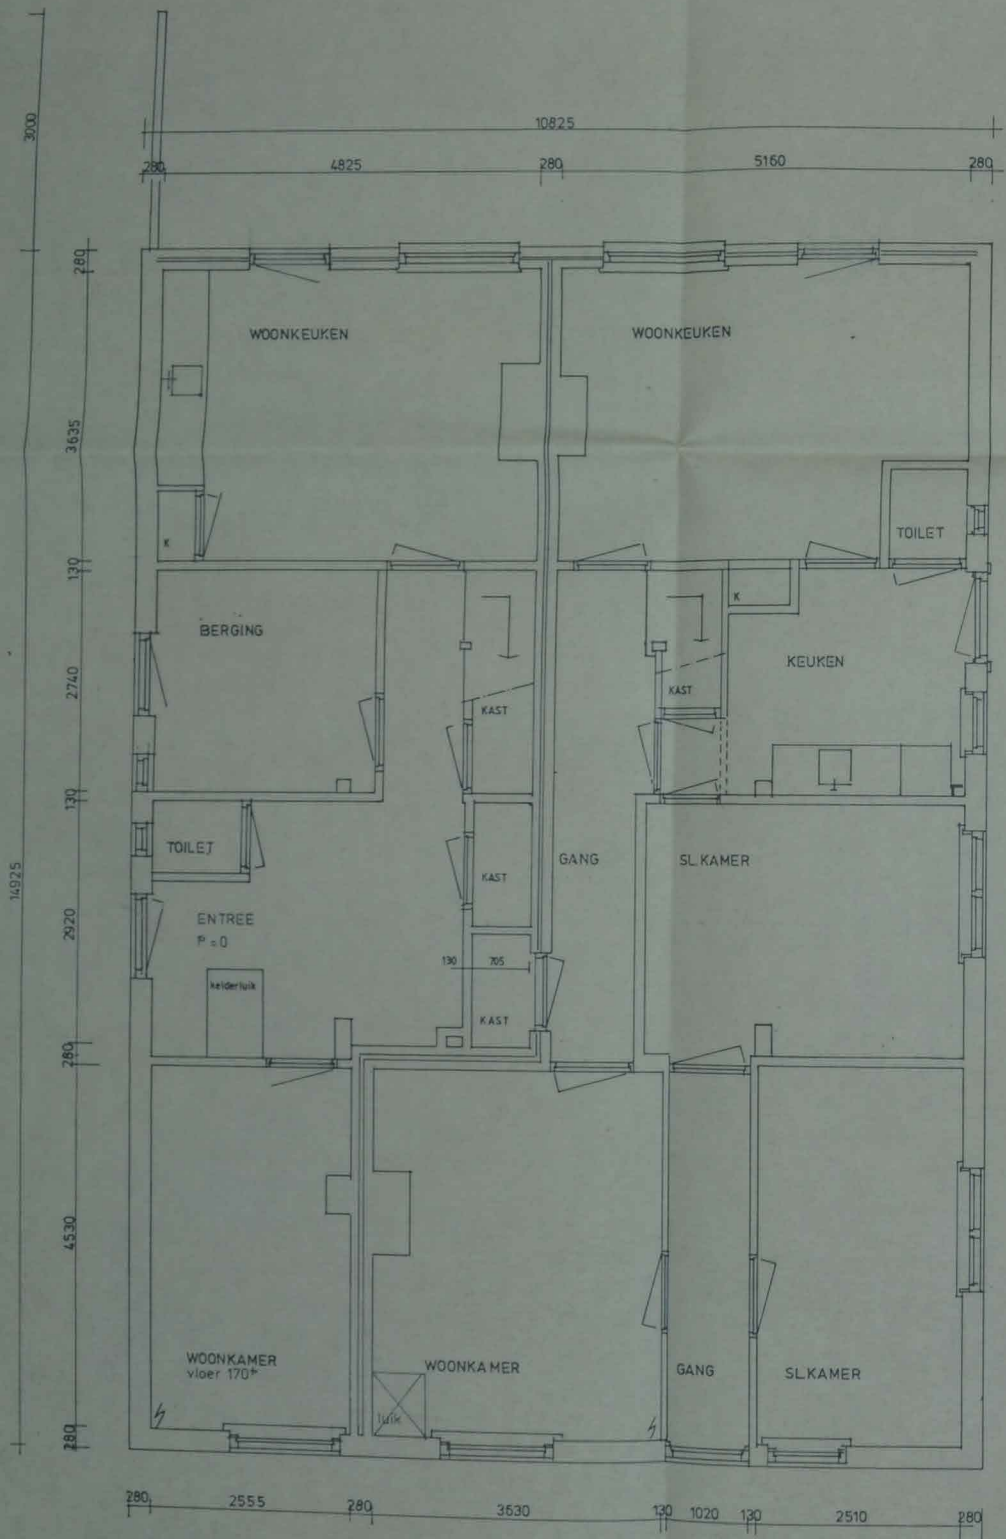 3000
10825
280
4825
280
5160
280
280
WOONKEUKEN
WOONKEUKEN
3635
K
TOILET
130
K
BERGING
KEUKEN
2740
KAST
KAST
130
TOILET
GANG
SL.KAMER
14925
KAST
2920
ENTREE
P = 0
130
705
kelderluik
KAST
280
4530
WOONKAMER
vloer 170+
WOONKAMER
GANG
SL.KAMER
luik
280
280
2555
280
3630
130
1020
130
2510
280